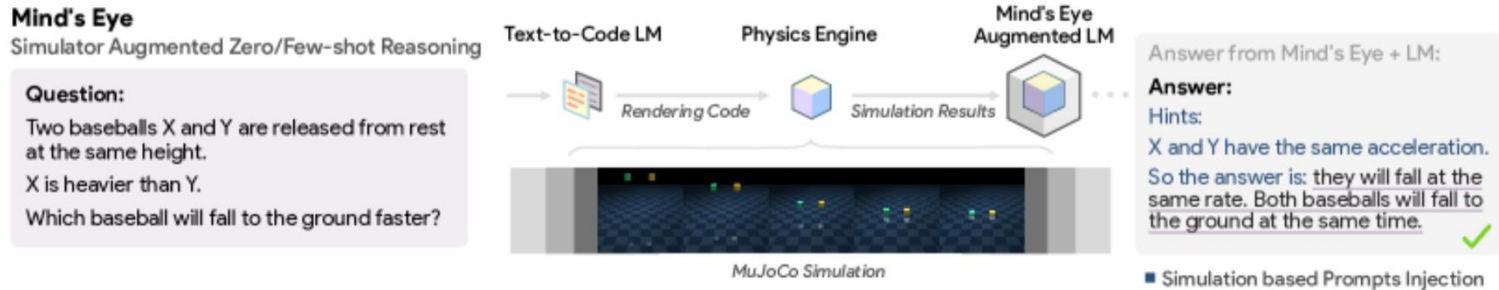 Mind's Eye
Simulator Augmented Zero/Few-shot Reasoning
Question:
Two baseballs X and Y are released from rest
at the same height.
X is heavier than Y.
Which baseball will fall to the ground faster?
Text-to-Code LM
Rendering Code
Physics Engine
Simulation Results
Mind's Eye
Augmented LM
MuJoCo Simulation
Answer from Mind's Eye + LM:
Answer:
Hints:
X and Y have the same acceleration.
So the answer is: they will fall at the
same rate. Both baseballs will fall to
the ground at the same time.
Simulation based Prompts Injection